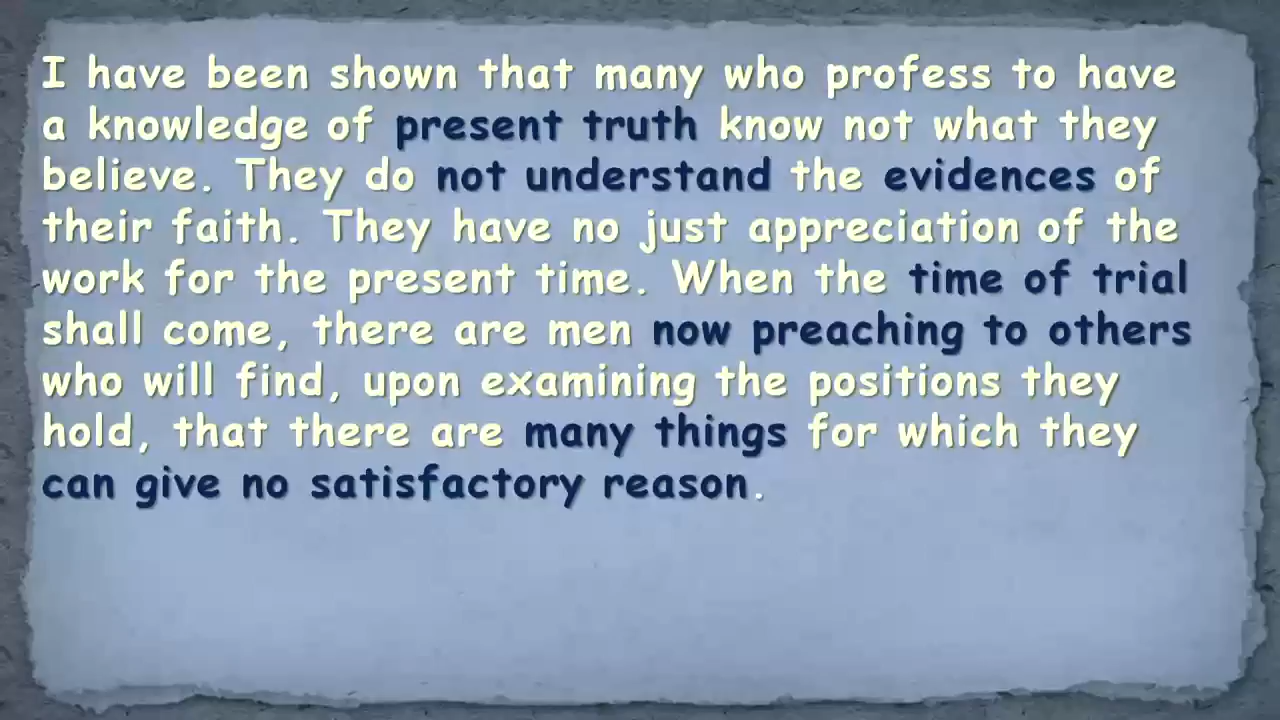 I have been shown that many who profess to have
a knowledge of present truth know not what they
believe. They do not understand the evidences of
their faith. They have no just appreciation of the
work for the present time. When the time of trial
shall come, there are men now preaching to others
who will find, upon examining the positions they
hold, that there are many things for which they
can give no satisfactory reason.